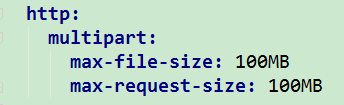 http:
  multipart:
    max-file-size: 100MB
    max-request-size: 100MB